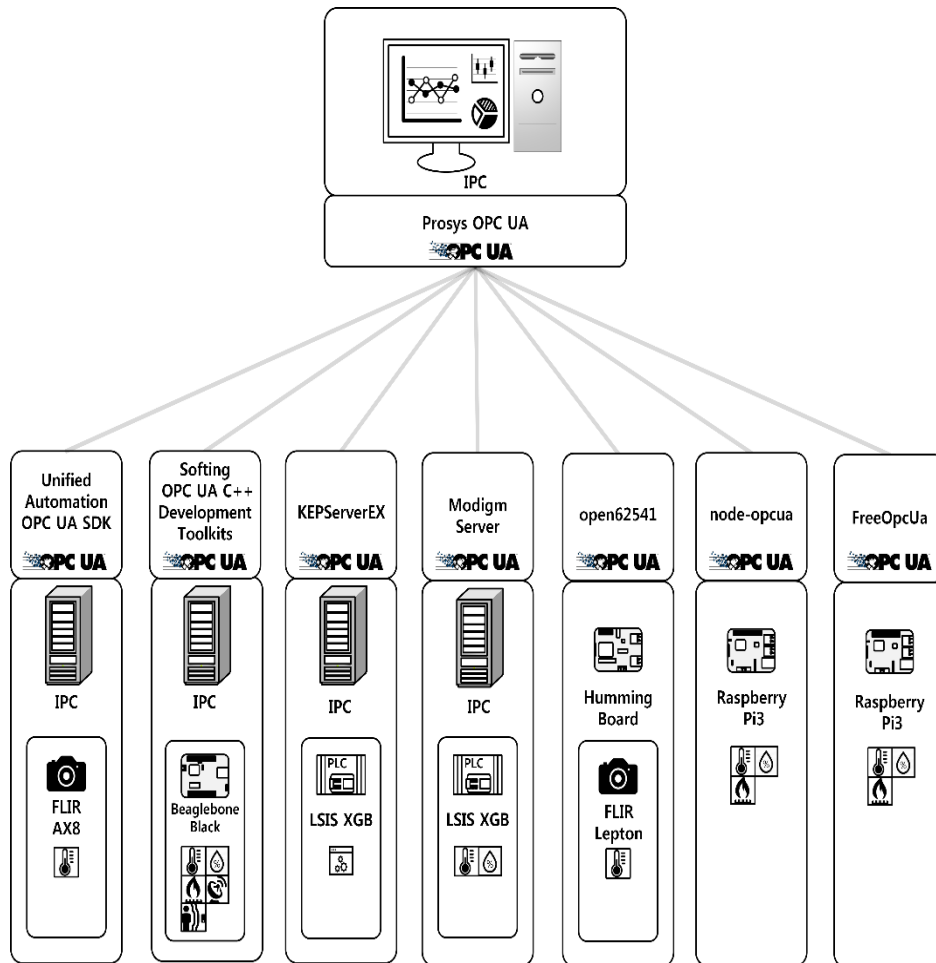 IPC
Prosys OPC UA
OPC UA
Unified
Automation
OPC UA SDK
OPC UA
IPC
FLIR
AX8
Softing
OPC UA C++
Development
Toolkits
OPC UA
IPC
Beaglebone
Black
%
KEPServerEX
OPC UA
IPC
PLC
LSIS XGB
Modigm
Server
OPC UA
IPC
PLC
LSIS XGB
%
open62541
OPC UA
Humming
Board
FLIR
Lepton
node-opcua
OPC UA
Raspberry
Pi3
%
FreeOpcUa
OPC UA
Raspberry
Pi3
%